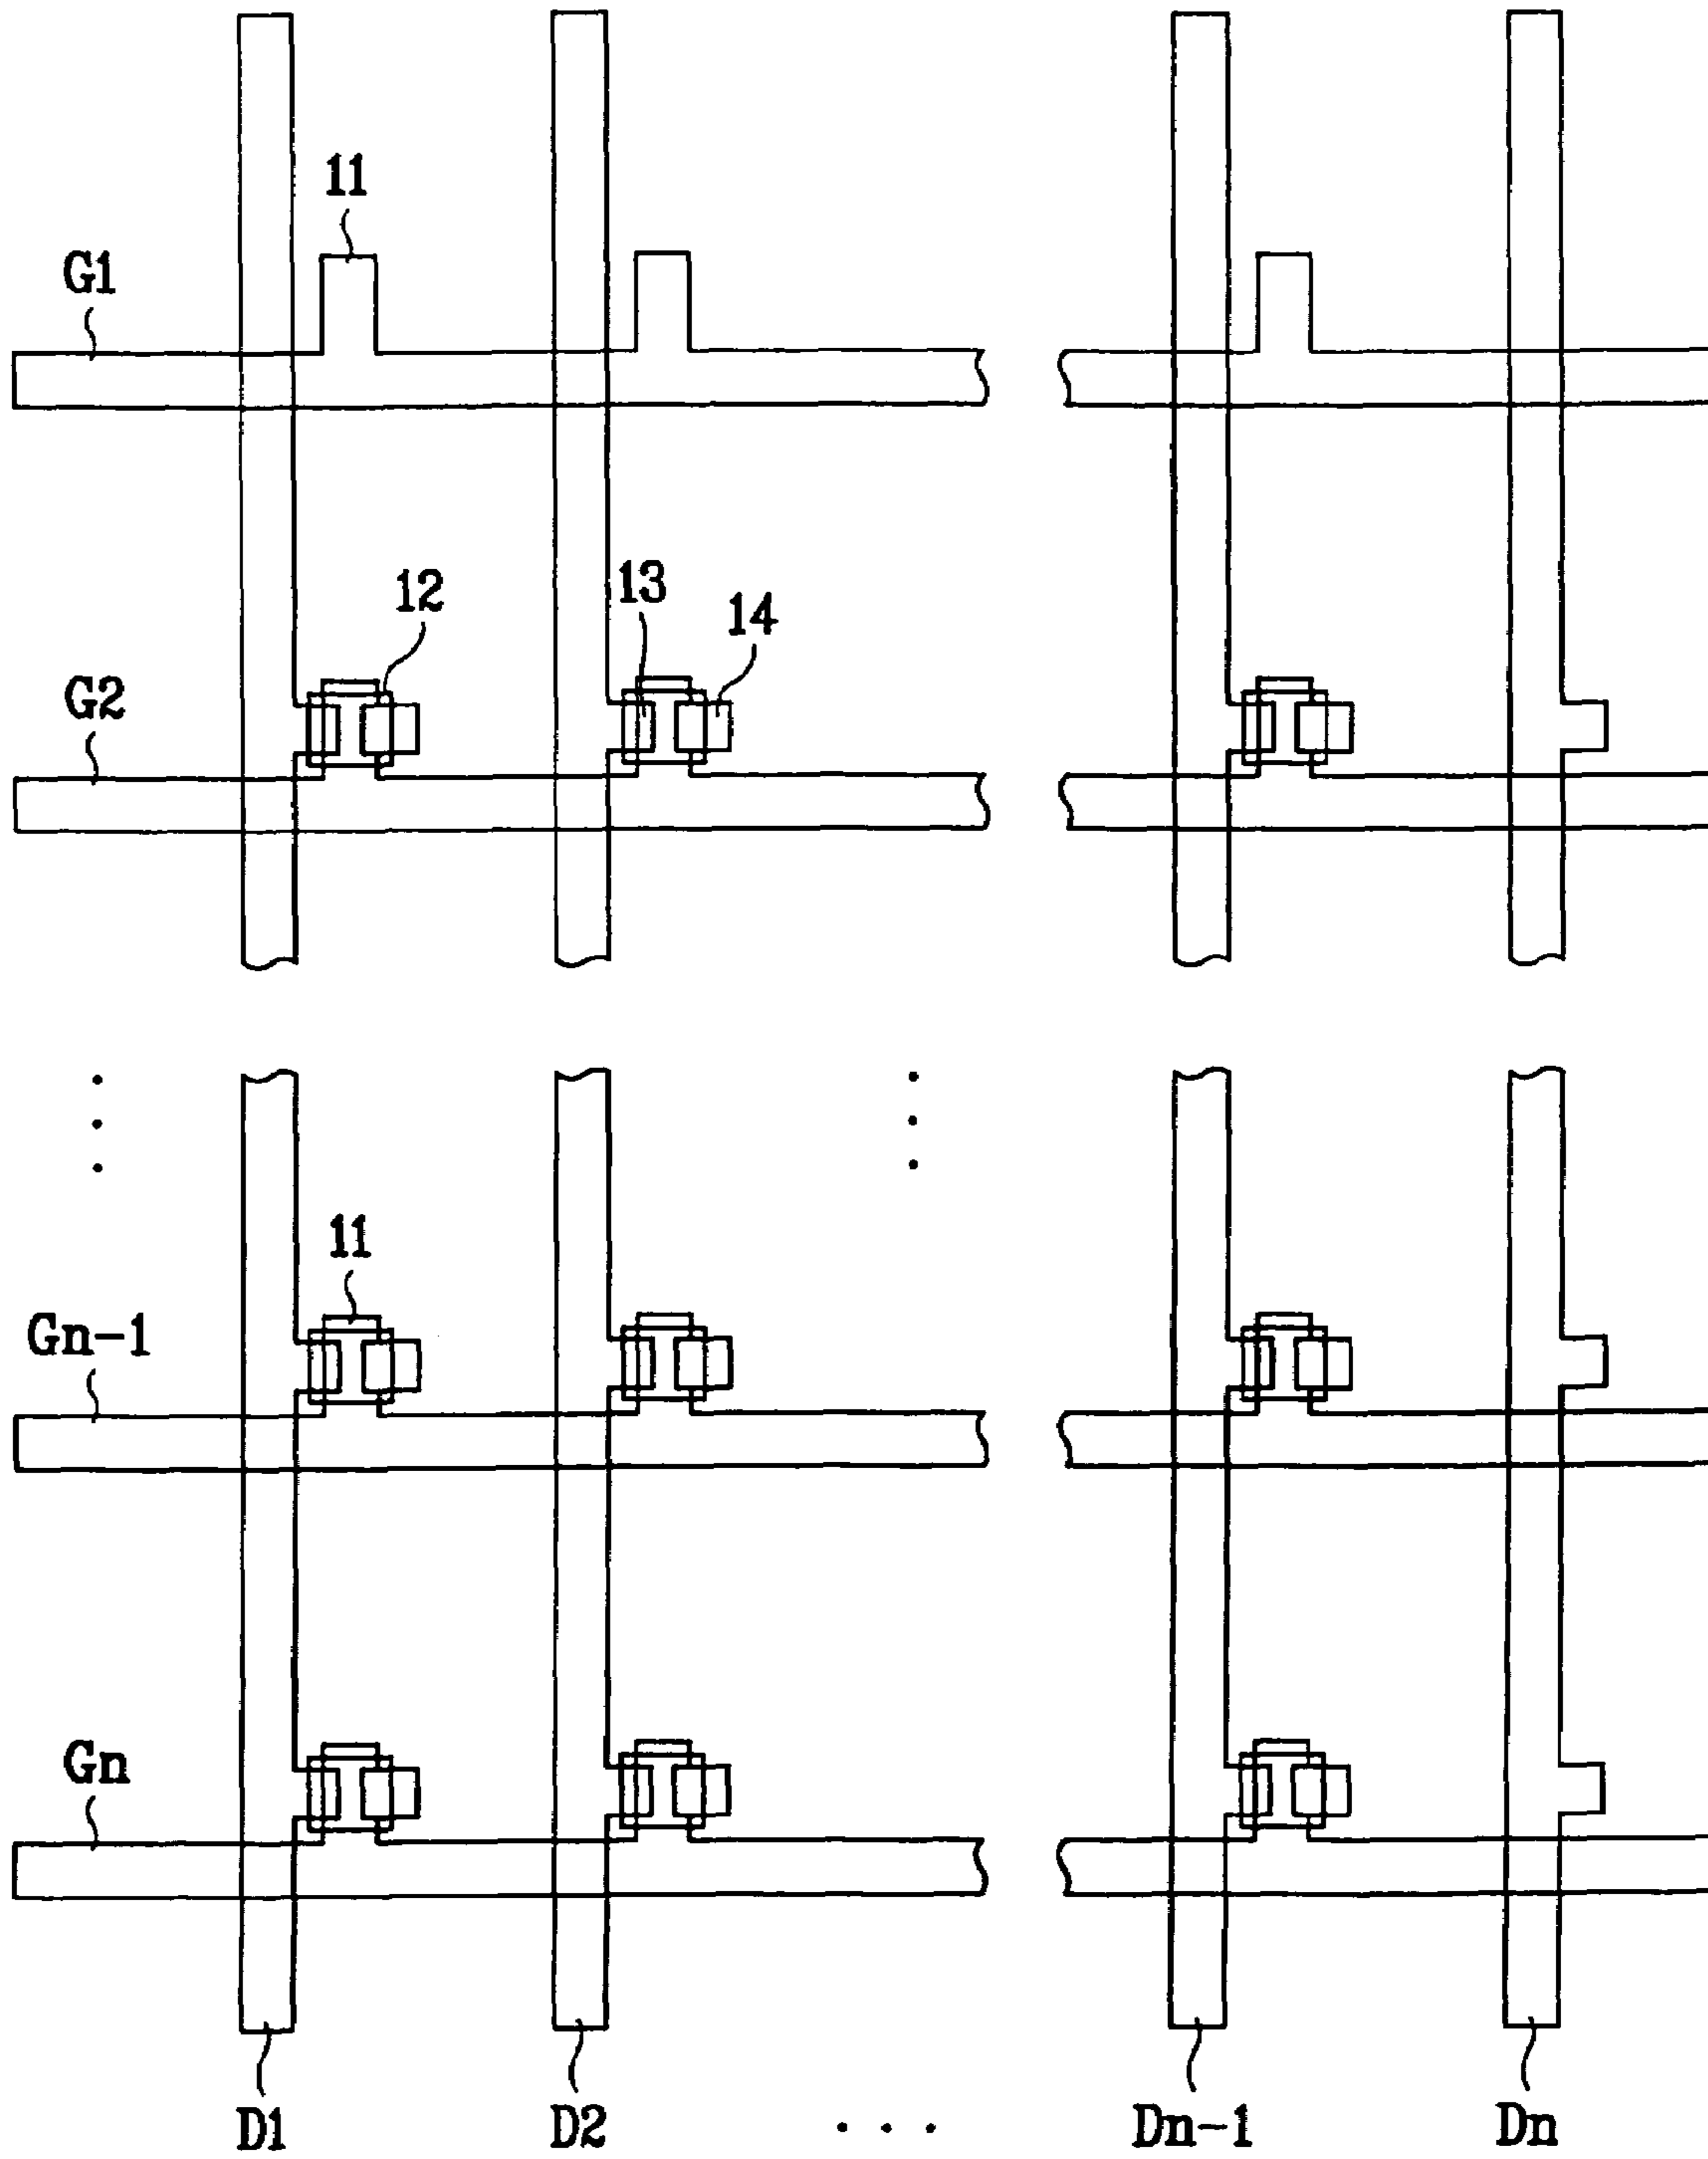 11
G1
12
13
14
G2
11
Gn-1
Gn
D1 D2 . . . Dn-1 Dn